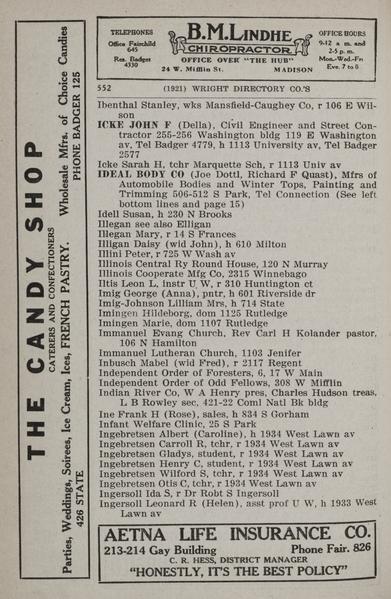 TELEPHONES
Office Fairchild
645
Res. Badger
4530
B.M. LINDHE
CHIROPRACTOR
OFFICE OVER "THE HUB"
24 W. Mifflin St. MADISON
OFFICE HOURS
9-12 a m. and
2-5 p. m.
Mon.-Wed.-Fri
Eve. 7 to 8
552 (1921) WRIGHT DIRECTORY CO.'S
Ibenthal Stanley, wks Mansfield-Caughey Co, r 106 E Wil-
son
ICKE JOHN F (Della), Civil Engineer and Street Con-
tractor 255-256 Washington bldg 119 E Washington
av, Tel Badger 4779, h 1113 University av, Tel Badger
2577
Icke Sarah H, tchr Marquette Sch, r 1113 Univ av
IDEAL BODY CO (Joe Dottl, Richard F Quast), Mfrs of
Automobile Bodies and Winter Tops, Painting and
Trimming 506-512 S Park, Tel Connection (See left
bottom lines and page 15)
Idell Susan, h 230 N Brooks
Illegan see also Elligan
Illegan Mary, r 14 S Frances
Illigan Daisy (wid John), h 610 Milton
Illini Peter, r 725 W Wash av
Illinois Central Ry Round House, 120 N Murray
Illinois Cooperate Mfg Co, 2315 Winnebago
Iltis Leon L, instr U W, r 310 Huntington ct
Imig George (Anna), pntr, h 601 Riverside dr
Imig-Johnson Lilliam Mrs, h 714 State
Imingen Hildeborg, dom 1125 Rutledge
Imingen Marie, dom 1107 Rutledge
Immanuel Evang Church, Rev Carl H Kolander pastor,
106 N Hamilton
Immanuel Lutheran Church, 1103 Jenifer
Inbusch Mabel (wid Fred), r 2117 Regent
Independent Order of Foresters, 6, 17 W Main
Independent Order of Odd Fellows, 308 W Mifflin
Indian River Co, W A Henry pres, Charles Hudson treas,
L B Rowley sec, 421-22 Coml Natl Bk bldg
Ine Frank H (Rose), sales, h 834 S Gorham
Infant Welfare Clinic, 25 S Park
Ingebretsen Albert (Caroline), h 1934 West Lawn av
Ingebretsen Carroll R, tchr, r 1934 West Lawn av
Ingebretsen Gladys, student, r 1934 West Lawn av
Ingebretsen Henry C, student, r 1934 West Lawn av
Ingebretsen Wilford S, tchr, r 1934 West Lawn av
Ingebretsen Otis C, tchr, r 1934 West Lawn av
Ingersoll Ida S, r Dr Robt S Ingersoll
Ingersoll Leonard R (Helen), asst prof U W, h 1933 West
Lawn av
AETNA LIFE INSURANCE CO.
213-214 Gay Building Phone Fair. 826
C. R. HESS, DISTRICT MANAGER
"HONESTLY, IT'S THE BEST POLICY"
THE CANDY SHOP
CATERERS AND CONFECTIONERS
Parties, Weddings, Soirees, Ice Cream, Ices, FRENCH PASTRY. Wholesale Mfrs. of Choice Candies
426 STATE PHONE BADGER 125